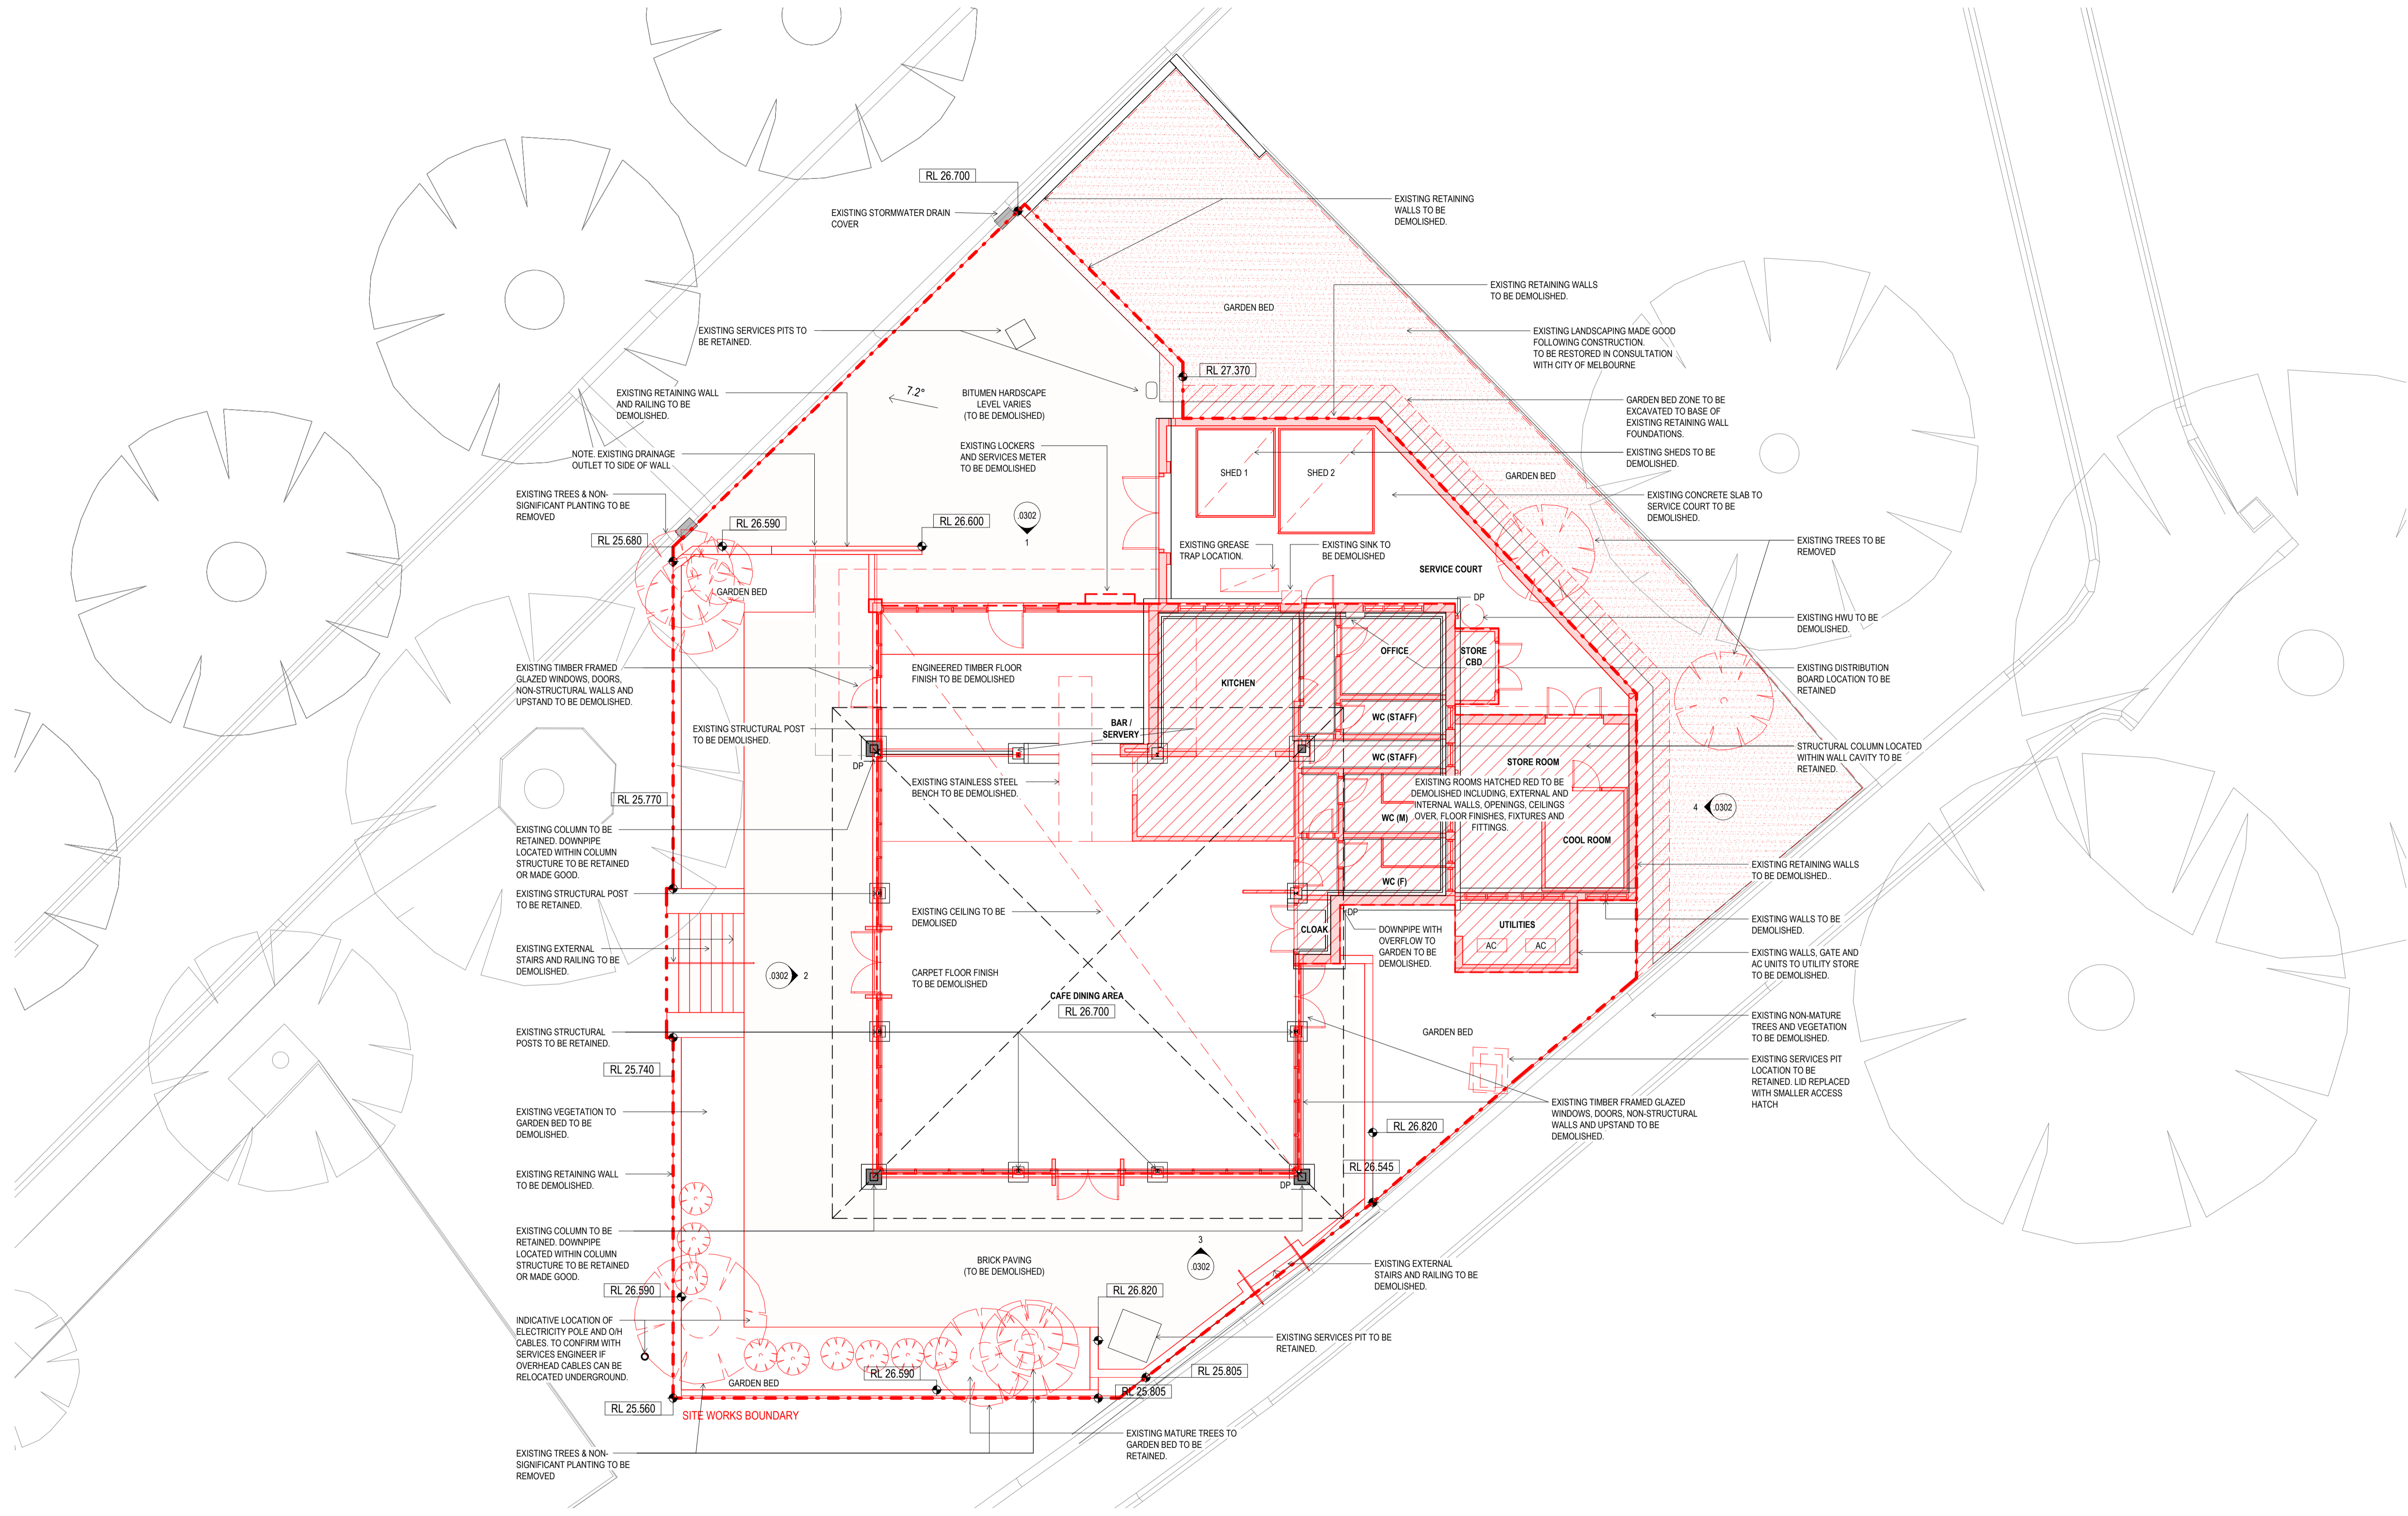 RL 26.700
EXISTING STORMWATER DRAIN
COVER
EXISTING RETAINING
WALLS TO BE
DEMOLISHED.
EXISTING RETAINING WALLS
TO BE DEMOLISHED.
GARDEN BED
EXISTING SERVICES PITS TO
BE RETAINED.
EXISTING LANDSCAPING MADE GOOD
FOLLOWING CONSTRUCTION.
TO BE RESTORED IN CONSULTATION
WITH CITY OF MELBOURNE
RL 27.370
EXISTING RETAINING WALL
AND RAILING TO BE
DEMOLISHED.
7.2°
BITUMEN HARDSCAPE
LEVEL VARIES
(TO BE DEMOLISHED)
GARDEN BED ZONE TO BE
EXCAVATED TO BASE OF
EXISTING RETAINING WALL
FOUNDATIONS.
NOTE. EXISTING DRAINAGE
OUTLET TO SIDE OF WALL
EXISTING LOCKERS
AND SERVICES METER
TO BE DEMOLISHED
EXISTING SHEDS TO BE
DEMOLISHED.
SHED 1
SHED 2
GARDEN BED
EXISTING TREES & NON-
SIGNIFICANT PLANTING TO BE
REMOVED
EXISTING CONCRETE SLAB TO
SERVICE COURT TO BE
DEMOLISHED.
RL 25.680
RL 26.590
RL 26.600
.0302
1
EXISTING GREASE
TRAP LOCATION.
EXISTING SINK TO
BE DEMOLISHED
EXISTING TREES TO BE
REMOVED
SERVICE COURT
GARDEN BED
DP
EXISTING HWU TO BE
DEMOLISHED.
EXISTING TIMBER FRAMED
GLAZED WINDOWS, DOORS,
NON-STRUCTURAL WALLS AND
UPSTAND TO BE DEMOLISHED.
ENGINEERED TIMBER FLOOR
FINISH TO BE DEMOLISHED
KITCHEN
OFFICE
STORE
CBD
EXISTING DISTRIBUTION
BOARD LOCATION TO BE
RETAINED
EXISTING STRUCTURAL POST
TO BE DEMOLISHED.
BAR /
SERVERY
WC (STAFF)
WC (STAFF)
STORE ROOM
STRUCTURAL COLUMN LOCATED
WITHIN WALL CAVITY TO BE
RETAINED.
DP
EXISTING STAINLESS STEEL
BENCH TO BE DEMOLISHED.
EXISTING ROOMS HATCHED RED TO BE
DEMOLISHED INCLUDING, EXTERNAL AND
INTERNAL WALLS, OPENINGS, CEILINGS
OVER, FLOOR FINISHES, FIXTURES AND
FITTINGS.
WC (M)
COOL ROOM
4
.0302
RL 25.770
EXISTING COLUMN TO BE
RETAINED. DOWNPIPE
LOCATED WITHIN COLUMN
STRUCTURE TO BE RETAINED
OR MADE GOOD.
EXISTING RETAINING WALLS
TO BE DEMOLISHED..
WC (F)
EXISTING STRUCTURAL POST
TO BE RETAINED.
EXISTING CEILING TO BE
DEMOLISED
DP
CLOAK
UTILITIES
AC
AC
EXISTING WALLS TO BE
DEMOLISHED.
DOWNPIPE WITH
OVERFLOW TO
GARDEN TO BE
DEMOLISHED.
EXISTING EXTERNAL
STAIRS AND RAILING TO BE
DEMOLISHED.
EXISTING WALLS, GATE AND
AC UNITS TO UTILITY STORE
TO BE DEMOLISHED.
.0302
2
CARPET FLOOR FINISH
TO BE DEMOLISHED
CAFE DINING AREA
RL 26.700
EXISTING STRUCTURAL
POSTS TO BE RETAINED.
GARDEN BED
EXISTING NON-MATURE
TREES AND VEGETATION
TO BE DEMOLISHED.
RL 25.740
EXISTING SERVICES PIT
LOCATION TO BE
RETAINED. LID REPLACED
WITH SMALLER ACCESS
HATCH
EXISTING VEGETATION TO
GARDEN BED TO BE
DEMOLISHED.
EXISTING TIMBER FRAMED GLAZED
WINDOWS, DOORS, NON-STRUCTURAL
WALLS AND UPSTAND TO BE
DEMOLISHED.
RL 26.820
EXISTING RETAINING WALL
TO BE DEMOLISHED.
RL 26.545
DP
EXISTING COLUMN TO BE
RETAINED. DOWNPIPE
LOCATED WITHIN COLUMN
STRUCTURE TO BE RETAINED
OR MADE GOOD.
3
.0302
BRICK PAVING
(TO BE DEMOLISHED)
EXISTING EXTERNAL
STAIRS AND RAILING TO BE
DEMOLISHED.
RL 26.590
RL 26.820
INDICATIVE LOCATION OF
ELECTRICITY POLE AND O/H
CABLES. TO CONFIRM WITH
SERVICES ENGINEER IF
OVERHEAD CABLES CAN BE
RELOCATED UNDERGROUND.
EXISTING SERVICES PIT TO BE
RETAINED.
GARDEN BED
RL 26.590
RL 25.805
RL 25.805
RL 25.560
SITE WORKS BOUNDARY
EXISTING MATURE TREES TO
GARDEN BED TO BE
RETAINED.
EXISTING TREES & NON-
SIGNIFICANT PLANTING TO BE
REMOVED